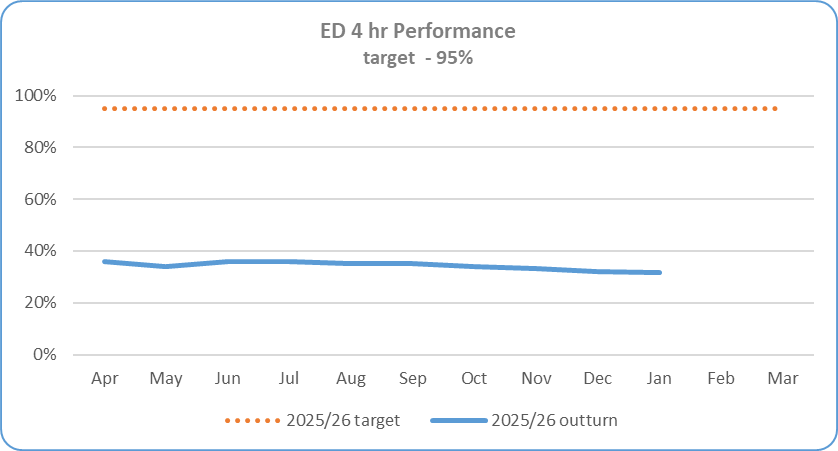 ED 4 hr Performance
target - 95%
100%
80%
60%
40%
20%
0%
Apr May Jun Jul Aug Sep Oct Nov Dec Jan Feb Mar
2025/26 target 2025/26 outturn